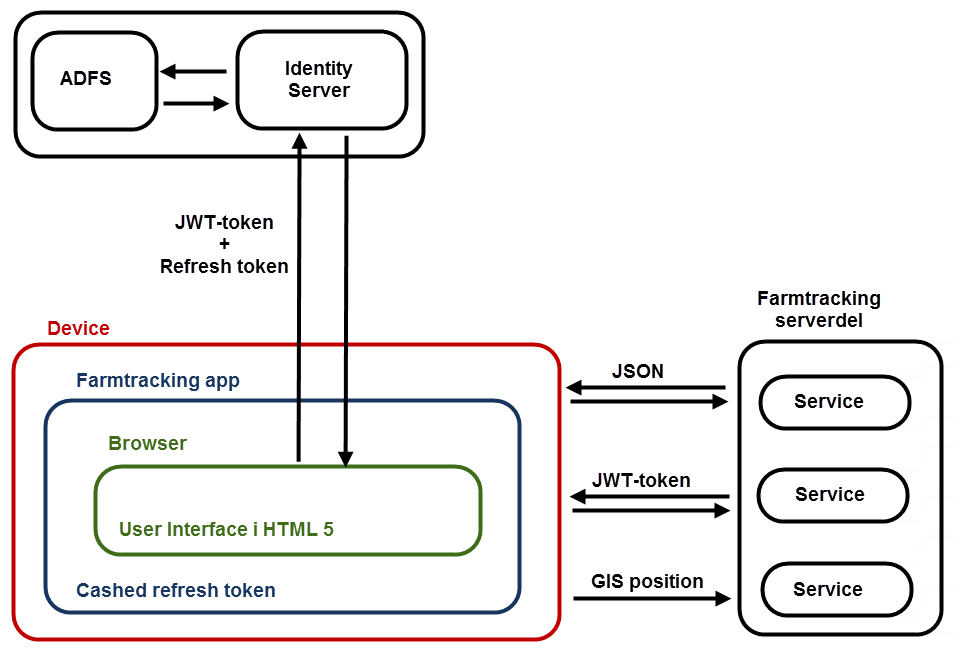 ADFS
Identity
Server
JWT-token
+
Refresh token
Farmtracking
serverdel
Device
Farmtracking app
Browser
User Interface i HTML 5
Cashed refresh token
JSON
JWT-token
GIS position
Service
Service
Service